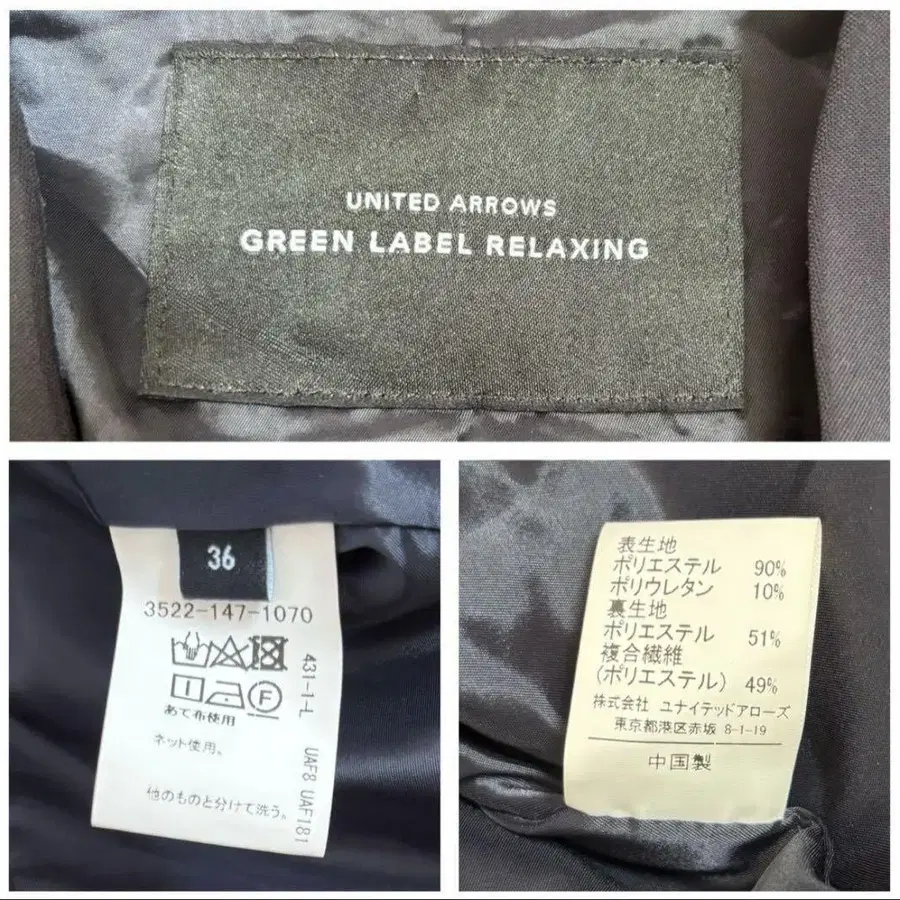 UNITED ARROWS
GREEN LABEL RELAXING
36
3522-147-1070
あて布使用
ネット使用。
他のものと分けて洗う。
431-1-L
UAF8 UAF181
表生地
ポリエステル 90%
ポリウレタン 10%
裏生地
ポリエステル 51%
複合繊維
(ポリエステル) 49%
株式会社 ユナイテッドアローズ
東京都港区赤坂 8-1-19
中国製